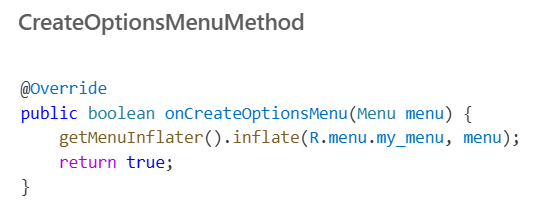 CreateOptionsMenuMethod
@Override
public boolean onCreateOptionsMenu(Menu menu) {
    getMenuInflater().inflate(R.menu.my_menu, menu);
    return true;
}